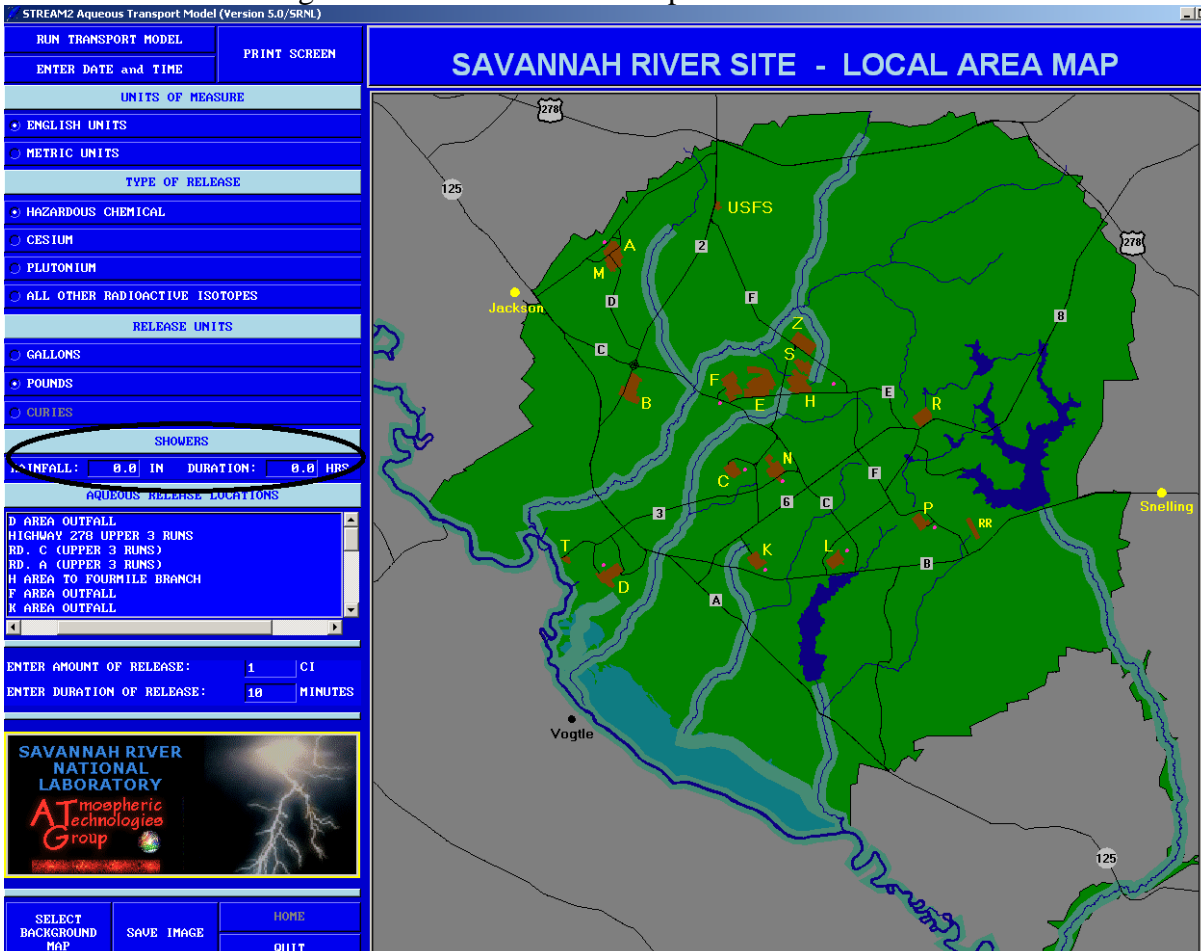 STREAM2 Aqueous Transport Model (Version 5.0/SRNL)
RUN TRANSPORT MODEL
ENTER DATE and TIME
PRINT SCREEN
UNITS OF MEASURE
ENGLISH UNITS
METRIC UNITS
TYPE OF RELEASE
HAZARDOUS CHEMICAL
CESIUM
PLUTONIUM
ALL OTHER RADIOACTIVE ISOTOPES
RELEASE UNITS
GALLONS
POUNDS
CURIES
SHOWERS
RAINFALL: 0.0 IN DURATION: 0.0 HRS
AQUEOUS RELEASE LOCATIONS
D AREA OUTFALL
HIGHWAY 278 UPPER 3 RUNS
RD. C (UPPER 3 RUNS)
RD. A (UPPER 3 RUNS)
H AREA TO FOURMILE BRANCH
F AREA OUTFALL
K AREA OUTFALL
ENTER AMOUNT OF RELEASE: 1 CI
ENTER DURATION OF RELEASE: 10 MINUTES
SAVANNAH RIVER
NATIONAL
LABORATORY
ATmospheric
Technologies
Group
SELECT
BACKGROUND
MAP
SAVE IMAGE
HOME
QUIT
SAVANNAH RIVER SITE - LOCAL AREA MAP
278
125
USFS
A
2
278
M
Jackson
D
F
8
Z
C
S
F
E
H
E
B
R
N
C
F
6
C
Snelling
3
P
RR
T
K
L
B
D
A
Vogtle
125